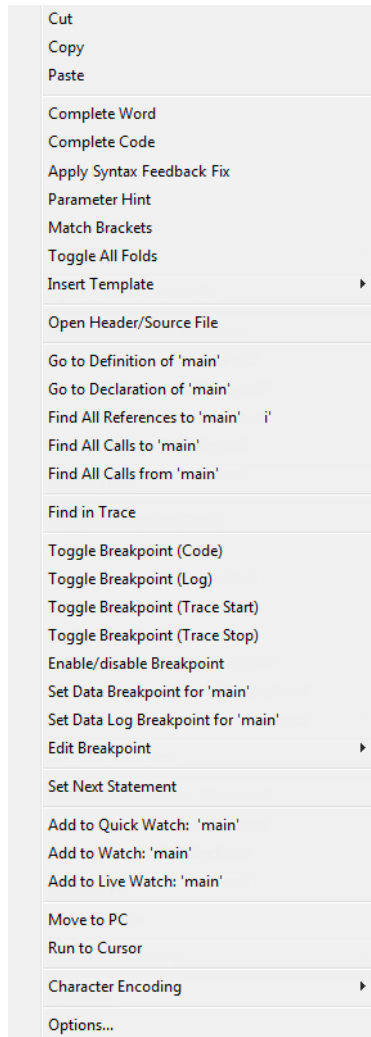 Cut
Copy
Paste
Complete Word
Complete Code
Apply Syntax Feedback Fix
Parameter Hint
Match Brackets
Toggle All Folds
Insert Template
Open Header/Source File
Go to Definition of 'main'
Go to Declaration of 'main'
Find All References to 'main' i'
Find All Calls to 'main'
Find All Calls from 'main'
Find in Trace
Toggle Breakpoint (Code)
Toggle Breakpoint (Log)
Toggle Breakpoint (Trace Start)
Toggle Breakpoint (Trace Stop)
Enable/disable Breakpoint
Set Data Breakpoint for 'main'
Set Data Log Breakpoint for 'main'
Edit Breakpoint
Set Next Statement
Add to Quick Watch: 'main'
Add to Watch: 'main'
Add to Live Watch: 'main'
Move to PC
Run to Cursor
Character Encoding
Options...